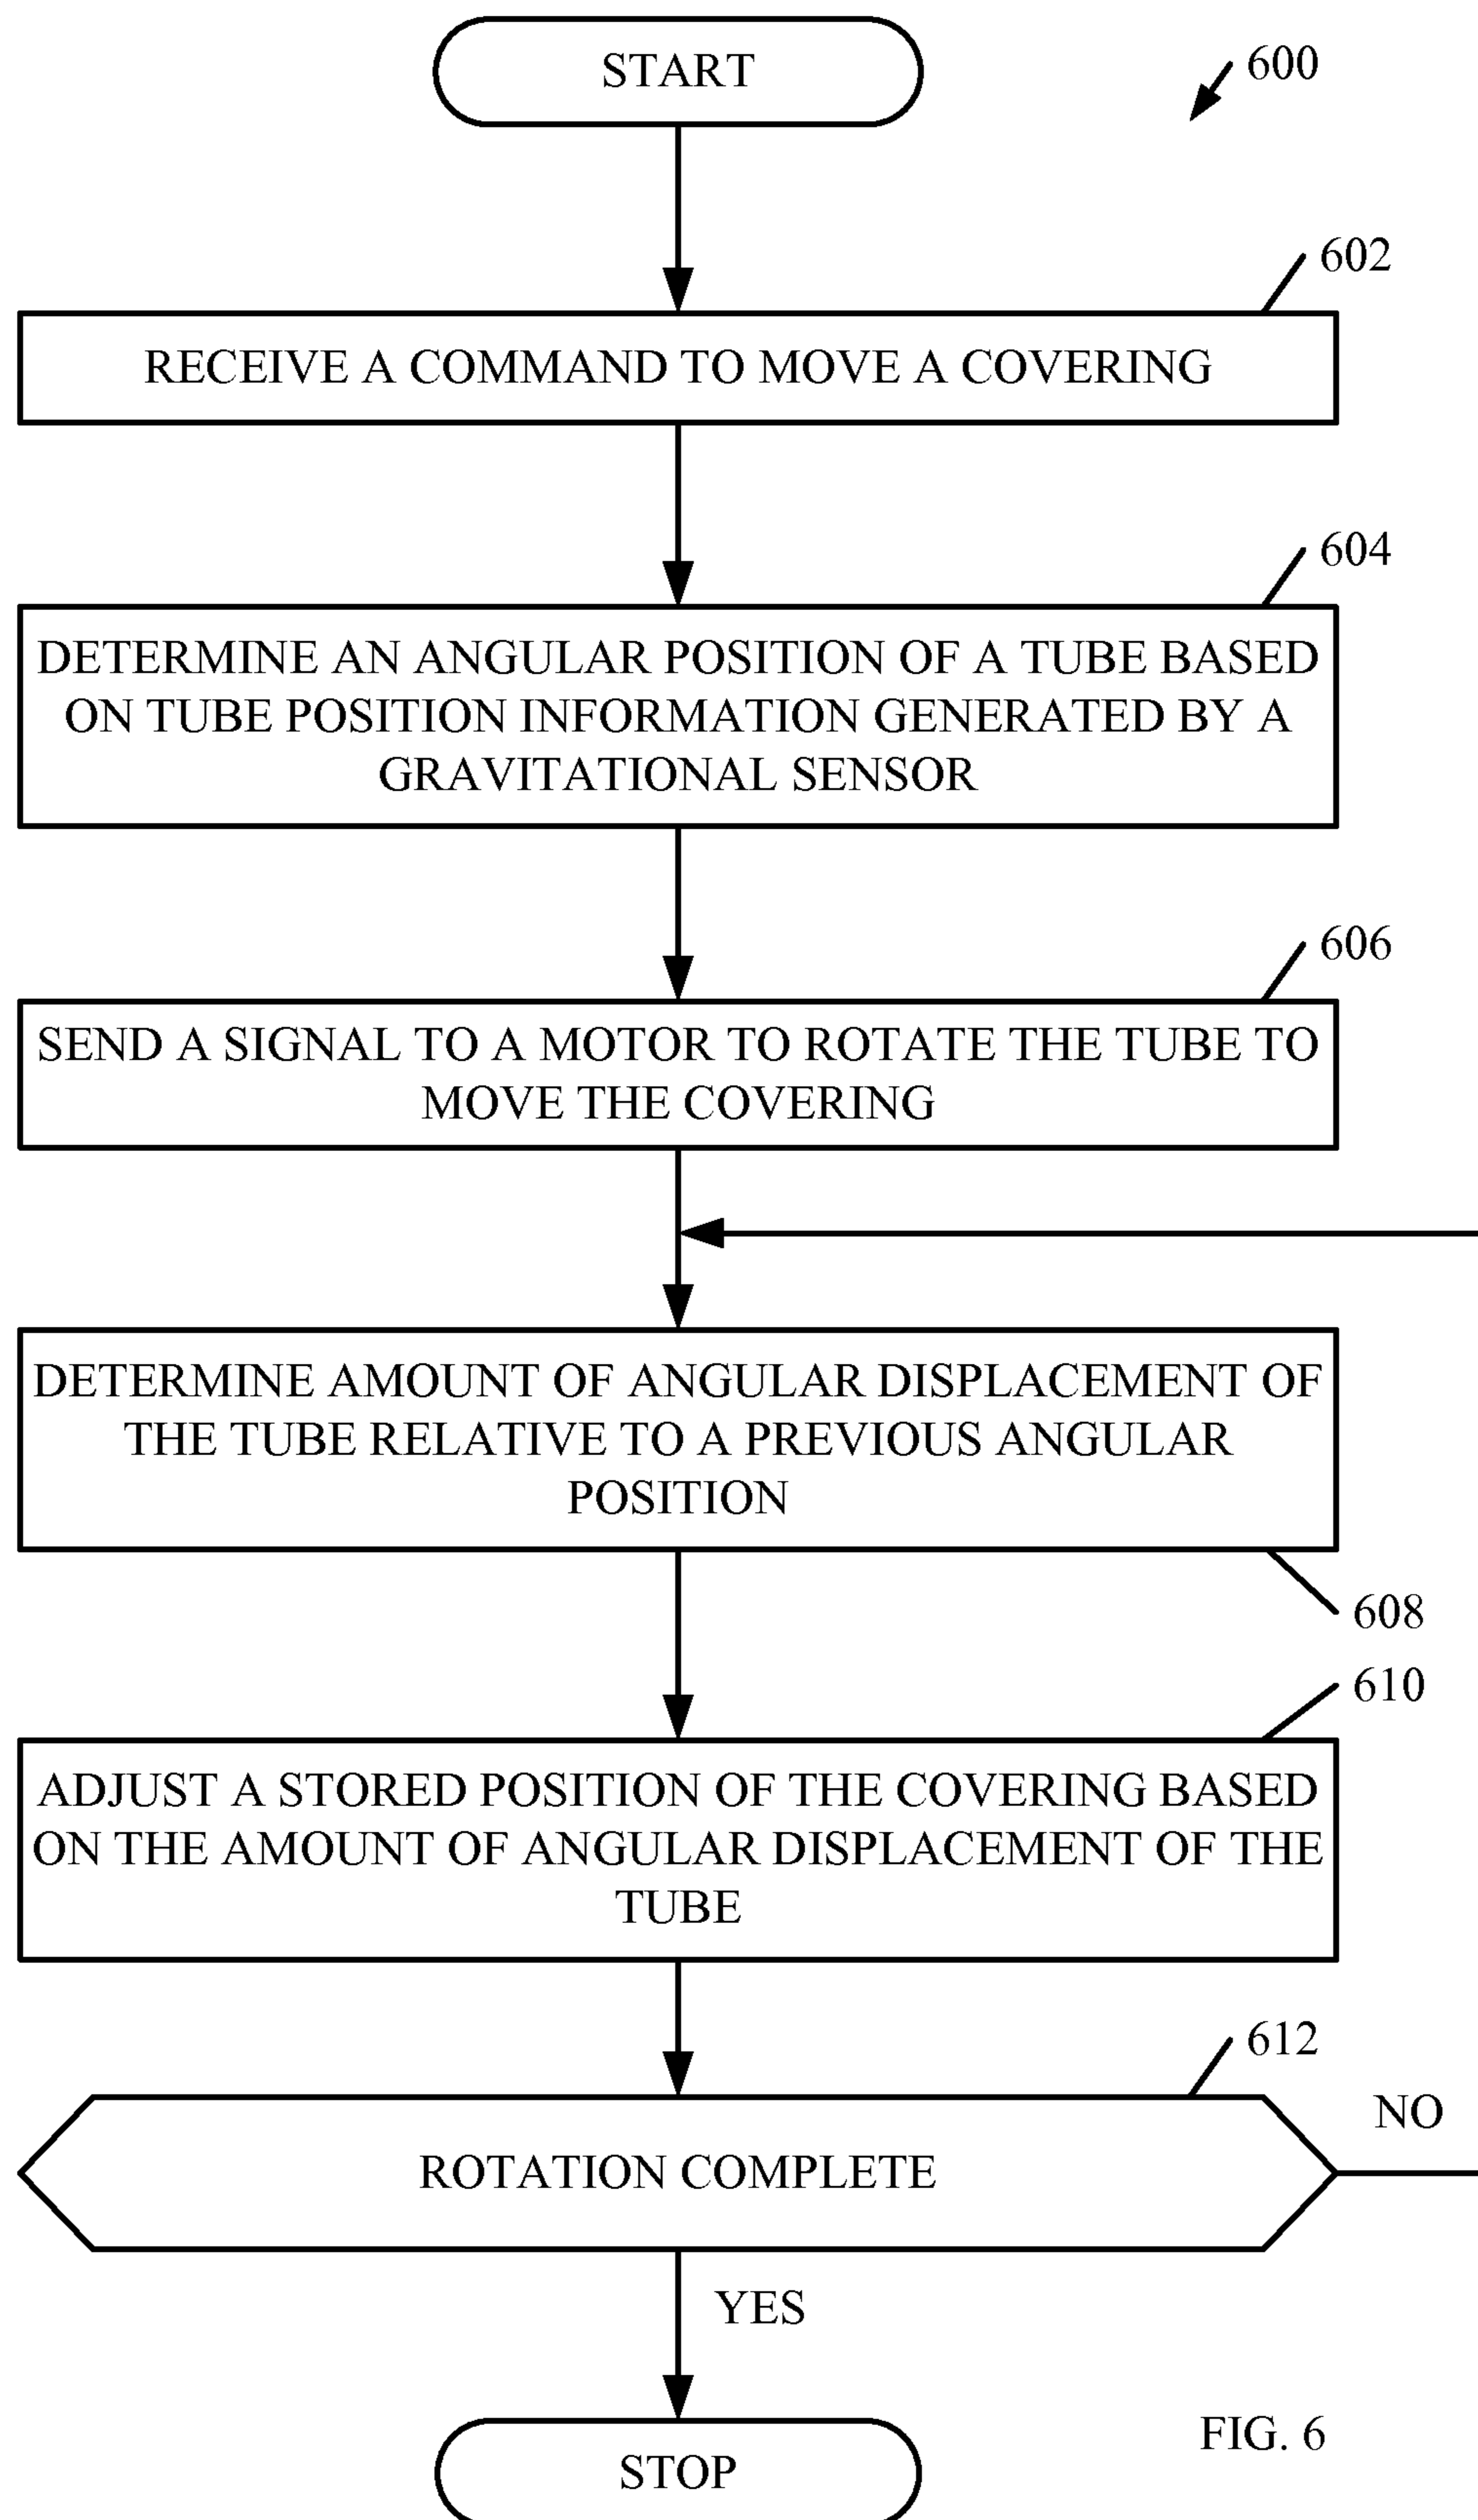 START
600
602
RECEIVE A COMMAND TO MOVE A COVERING
604
DETERMINE AN ANGULAR POSITION OF A TUBE BASED
ON TUBE POSITION INFORMATION GENERATED BY A
GRAVITATIONAL SENSOR
606
SEND A SIGNAL TO A MOTOR TO ROTATE THE TUBE TO
MOVE THE COVERING
DETERMINE AMOUNT OF ANGULAR DISPLACEMENT OF
THE TUBE RELATIVE TO A PREVIOUS ANGULAR
POSITION
608
610
ADJUST A STORED POSITION OF THE COVERING BASED
ON THE AMOUNT OF ANGULAR DISPLACEMENT OF THE
TUBE
612
NO
ROTATION COMPLETE
YES
FIG. 6
STOP